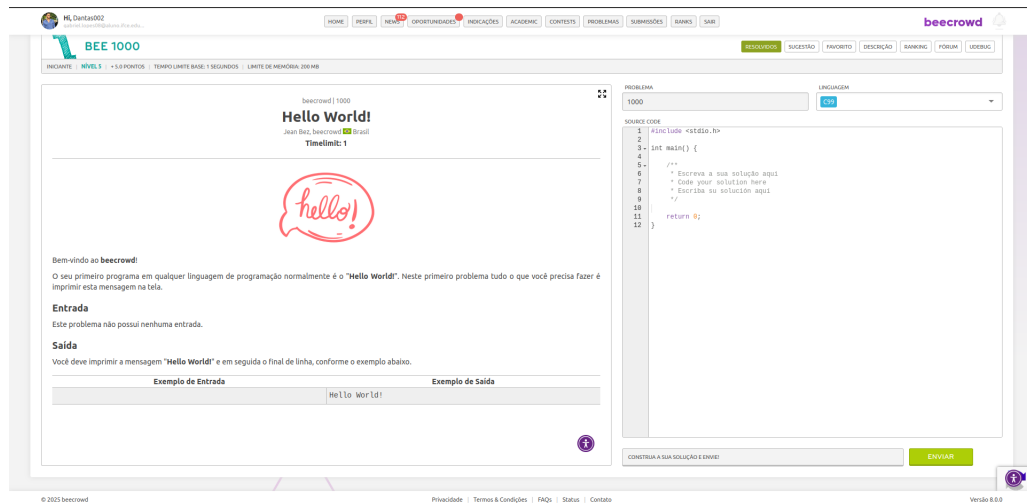 Hi, Dantas002
HOME PERFIL NEWS 112 OPORTUNIDADES INDICAÇÕES ACADEMIC CONTESTS PROBLEMAS SUBMISSÕES RANKS SAIR
beecrowd
1 BEE 1000
RESOLVIDOS SUGESTÃO FAVORITO DESCRIÇÃO RANKING FÓRUM UDEBUG
INICIANTE | NÍVEL 5 | + 5.0 PONTOS | TEMPO LIMITE BASE: 1 SEGUNDOS | LIMITE DE MEMÓRIA: 200 MB
beecrowd | 1000
Hello World!
Jean Bez, beecrowd Brasil
Timelimit: 1
hello!
Bem-vindo ao beecrowd!
O seu primeiro programa em qualquer linguagem de programação normalmente é o "Hello World!". Neste primeiro problema tudo o que você precisa fazer é
imprimir esta mensagem na tela.
Entrada
Este problema não possui nenhuma entrada.
Saída
Você deve imprimir a mensagem "Hello World!" e em seguida o final de linha, conforme o exemplo abaixo.
Exemplo de Entrada Exemplo de Saída
Hello World!
PROBLEMA LINGUAGEM
1000 C99
SOURCE CODE
1 #include <stdio.h>
2
3 int main() {
4
5 /**
6 * Escreva a sua solução aqui
7 * Code your solution here
8 * Escriba su solución aqui
9 */
10
11 return 0;
12 }
CONSTRUA A SUA SOLUÇÃO E ENVIE! ENVIAR
© 2025 beecrowd
Privacidade | Termos & Condições | FAQs | Status | Contato
Versão 8.0.0